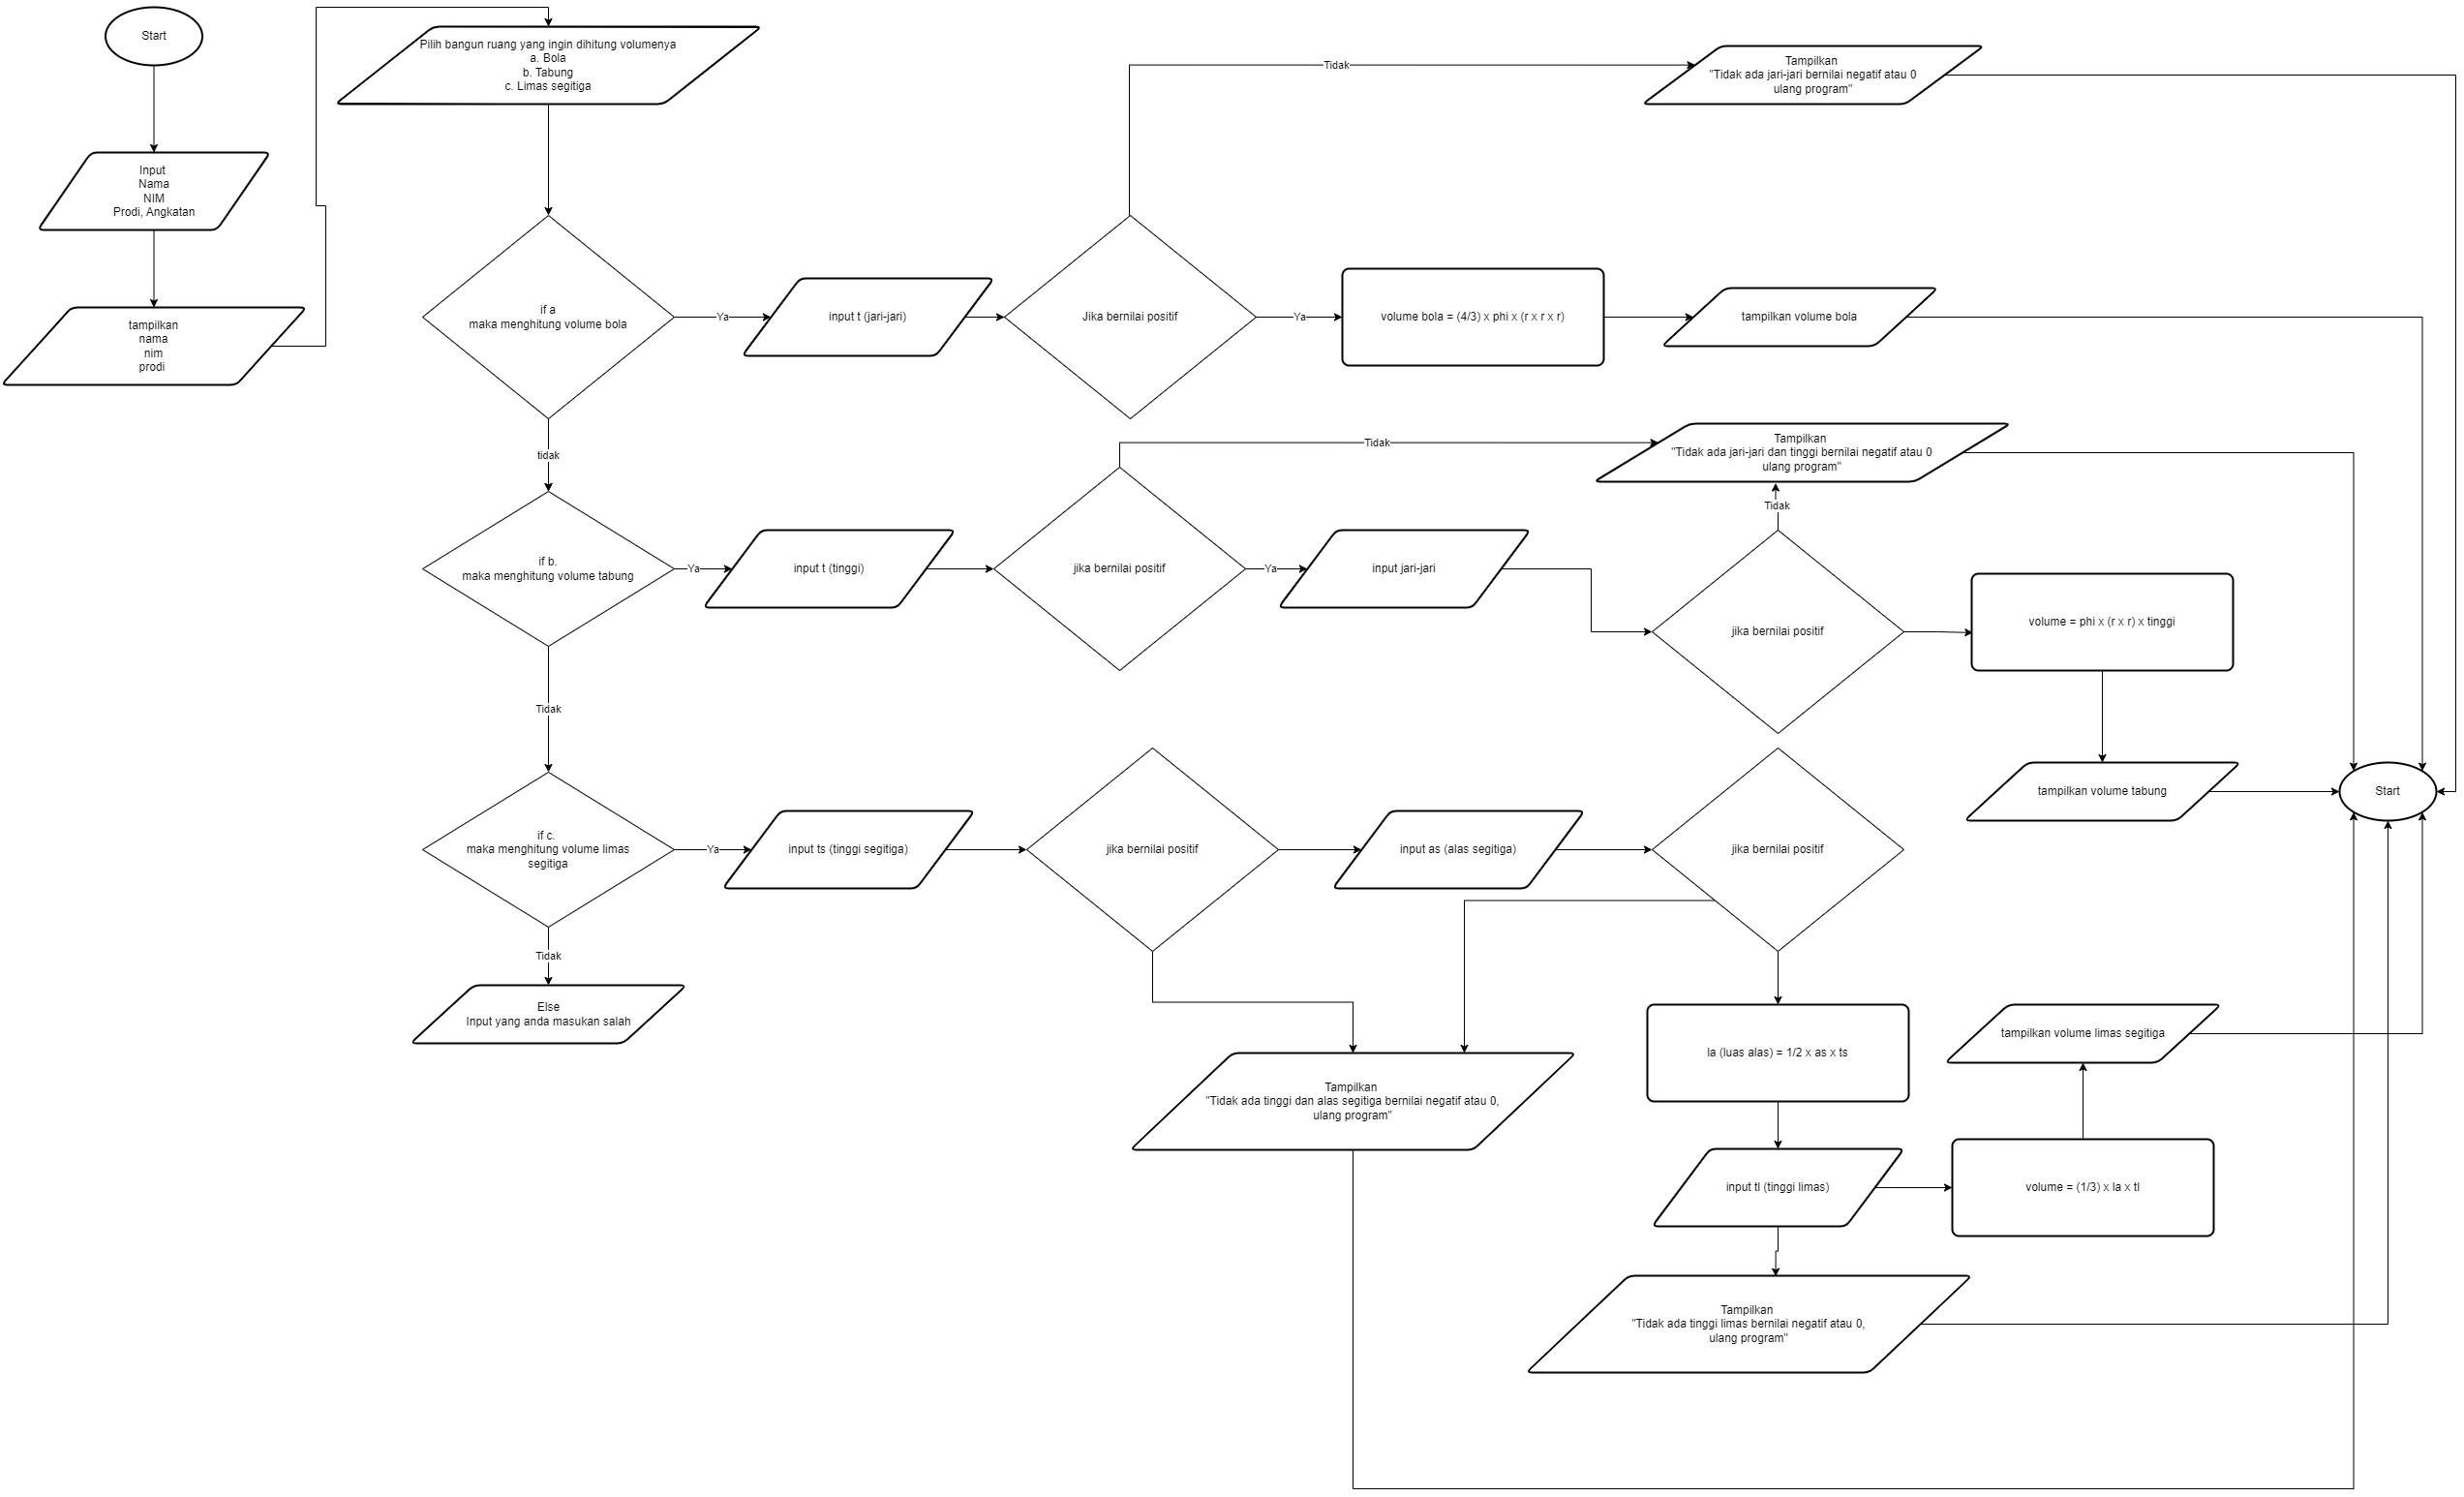 Start
Input
Nama
NIM
Prodi, Angkatan
tampilkan
nama
nim
prodi
Pilih bangun ruang yang ingin dihitung volumenya
a. Bola
b. Tabung
c. Limas segitiga
if a
maka menghitung volume bola
Ya
input t (jari-jari)
Jika bernilai positif
Tidak
Tampilkan
"Tidak ada jari-jari bernilai negatif atau 0
ulang program"
Ya
volume bola = (4/3) x phi x (r x r x r)
tampilkan volume bola
tidak
if b.
maka menghitung volume tabung
Ya
input t (tinggi)
jika bernilai positif
Tidak
Tampilkan
"Tidak ada jari-jari dan tinggi bernilai negatif atau 0
ulang program"
Ya
input jari-jari
Tidak
jika bernilai positif
volume = phi x (r x r) x tinggi
tampilkan volume tabung
Start
Tidak
if c.
maka menghitung volume limas
segitiga
Ya
input ts (tinggi segitiga)
jika bernilai positif
input as (alas segitiga)
jika bernilai positif
Tidak
Else
Input yang anda masukan salah
Tampilkan
"Tidak ada tinggi dan alas segitiga bernilai negatif atau 0,
ulang program"
la (luas alas) = 1/2 x as x ts
tampilkan volume limas segitiga
input tl (tinggi limas)
volume = (1/3) x la x tl
Tampilkan
"Tidak ada tinggi limas bernilai negatif atau 0,
ulang program"